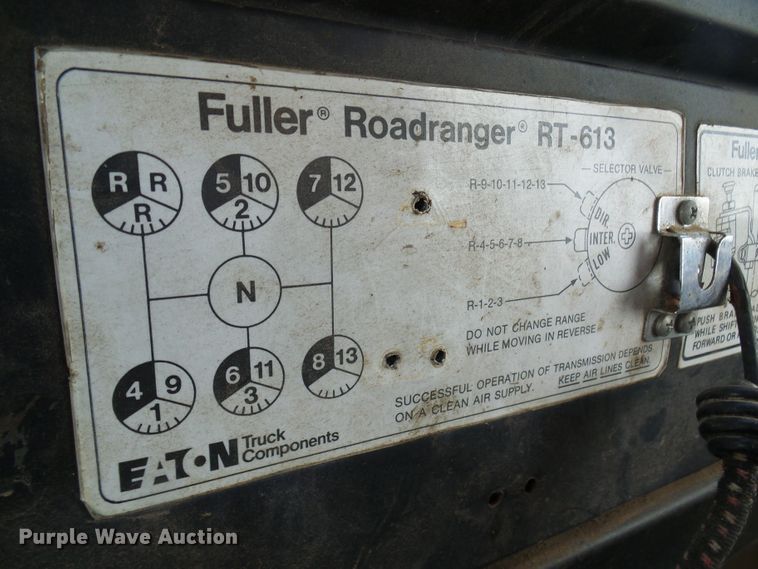 Fuller® Roadranger® RT-613
R R R
5 10 2
7 12
N
4 9 1
6 11 3
8 13
SELECTOR VALVE
R-9-10-11-12-13
DIR.
R-4-5-6-7-8
INTER.
LOW
R-1-2-3
DO NOT CHANGE RANGE
WHILE MOVING IN REVERSE
SUCCESSFUL OPERATION OF TRANSMISSION DEPENDS
ON A CLEAN AIR SUPPLY. KEEP AIR LINES CLEAN.
EATON Truck
Components
Fuller
CLUTCH BRAKE
PUSH BRA
WHILE SHIF
FORWARD OR
Purple Wave Auction